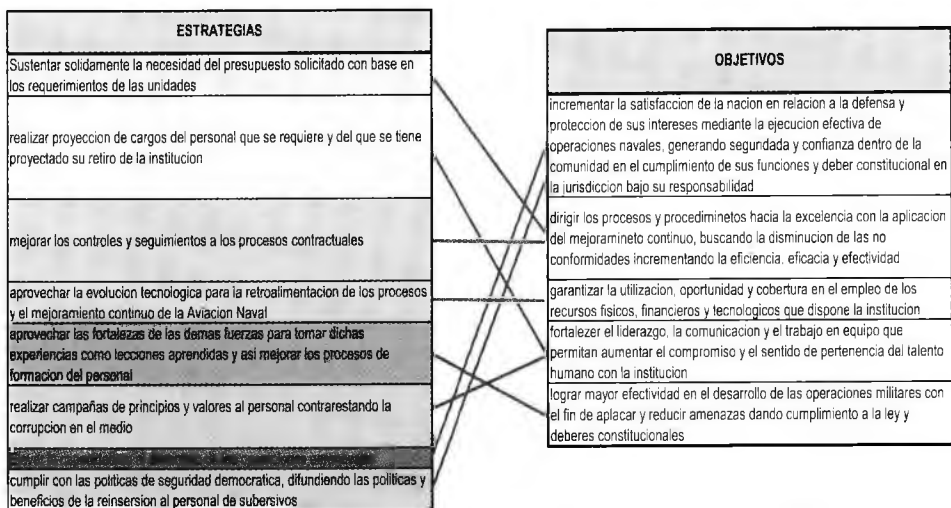 ESTRATEGIAS
Sustentar solidamente la necesidad del presupuesto solicitado con base en
los requerimientos de las unidades
realizar proyeccion de cargos del personal que se requiere y del que se tiene
proyectado su retiro de la institucion
mejorar los controles y seguimientos a los procesos contractuales
aprovechar la evolucion tecnologica para la retroalimentacion de los procesos
y el mejoramiento continuo de la Aviacion Naval
aprovechar las fortalezas de las demas fuerzas para tomar dichas
experiencias como lecciones aprendidas y asi mejorar los procesos de
formacion del personal
realizar campañas de principios y valores al personal contrarestando la
corrupcion en el medio
cumplir con las politicas de seguridad democratica, difundiendo las politicas y
beneficios de la reinsersion al personal de subersivos
OBJETIVOS
incrementar la satisfaccion de la nacion en relacion a la defensa y
proteccion de sus intereses mediante la ejecucion efectiva de
operaciones navales, generando segurida​da y confianza dentro de la
comunidad en el cumplimiento de sus funciones y deber constitucional en
la jurisdiccion bajo su responsabilidad
dirigir los procesos y procediminetos hacia la excelencia con la aplicacion
del mejoramineto continuo, buscando la disminucion de las no
conformidades incrementando la eficiencia, eficacia y efectividad
garantizar la utilizacion, oportunidad y cobertura en el empleo de los
recursos fisicos, financieros y tecnologicos que dispone la institucion
fortalezer el liderazgo, la comunicacion y el trabajo en equipo que
permitan aumentar el compromiso y el sentido de pertenencia del talento
humano con la institucion
lograr mayor efectividad en el desarrollo de las operaciones militares con
el fin de aplacar y reducir amenazas dando cumplimiento a la ley y
deberes constitucionales